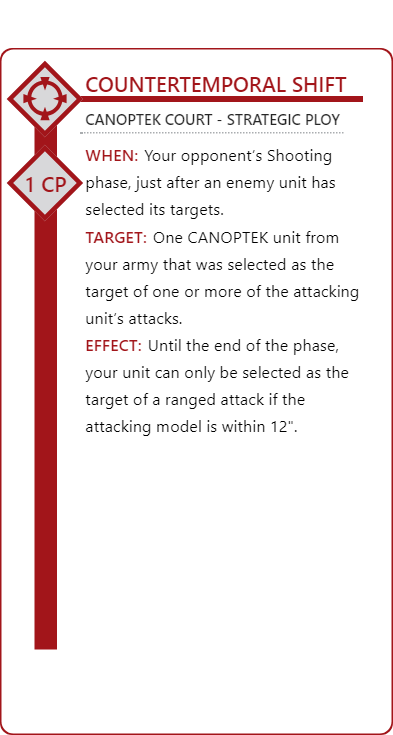 COUNTERTEMPORAL SHIFT
CANOPTEK COURT - STRATEGIC PLOY
1 CP
WHEN: Your opponent's Shooting
phase, just after an enemy unit has
selected its targets.
TARGET: One CANOPTEK unit from
your army that was selected as the
target of one or more of the attacking
unit's attacks.
EFFECT: Until the end of the phase,
your unit can only be selected as the
target of a ranged attack if the
attacking model is within 12".